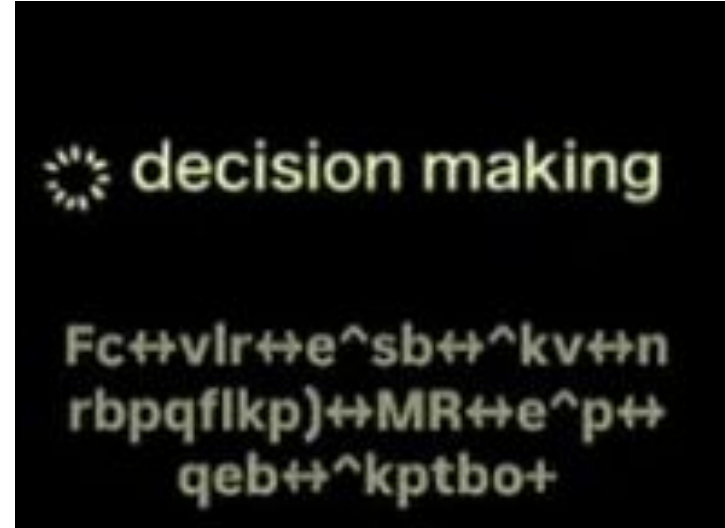 decision making
Fc↔vlr↔e^sb↔^kv↔n
rbpqflkp)↔MR↔e^p↔
qeb↔^kptbo+